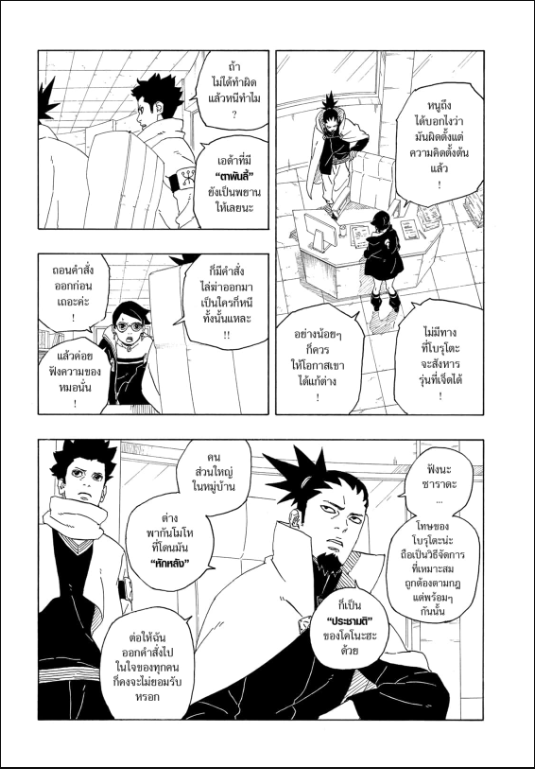 หนูถึง
ได้บอกไงว่า
มันผิดตั้งแต่
ความคิดตั้งต้น
แล้ว
!
ไม่มีทาง
ที่โบรุโตะ
จะสังหาร
รุ่นที่เจ็ดได้
!
อย่างน้อยๆ
ก็ควร
ให้โอกาสเขา
ได้แก้ต่าง
!
ถ้า
ไม่ได้ทำผิด
แล้วหนีทำไม
?
เอด้าที่มี
“ตาพันลี้”
ยังเป็นพยาน
ให้เลยนะ
ก็มีคำสั่ง
ไล่ฆ่าออกมา
เป็นใครก็หนี
ทั้งนั้นแหละ
!!
ถอนคำสั่ง
ออกก่อน
เถอะค่ะ
!
แล้วค่อย
ฟังความของ
หมอนั่น
!
ฟังนะ
ซาราดะ
...
โทษของ
โบรุโตะน่ะ
ถือเป็นวิธีจัดการ
ที่เหมาะสม
ถูกต้องตามกฎ
แต่พร้อมๆ
กันนั้น
ก็เป็น
“ประชามติ”
ของโคโนะฮะ
ด้วย
คน
ส่วนใหญ่
ในหมู่บ้าน
ต่าง
พากันโมโห
ที่โดนมัน
“หักหลัง”
ต่อให้ฉัน
ออกคำสั่งไป
ในใจของทุกคน
ก็คงจะไม่ยอมรับ
หรอก